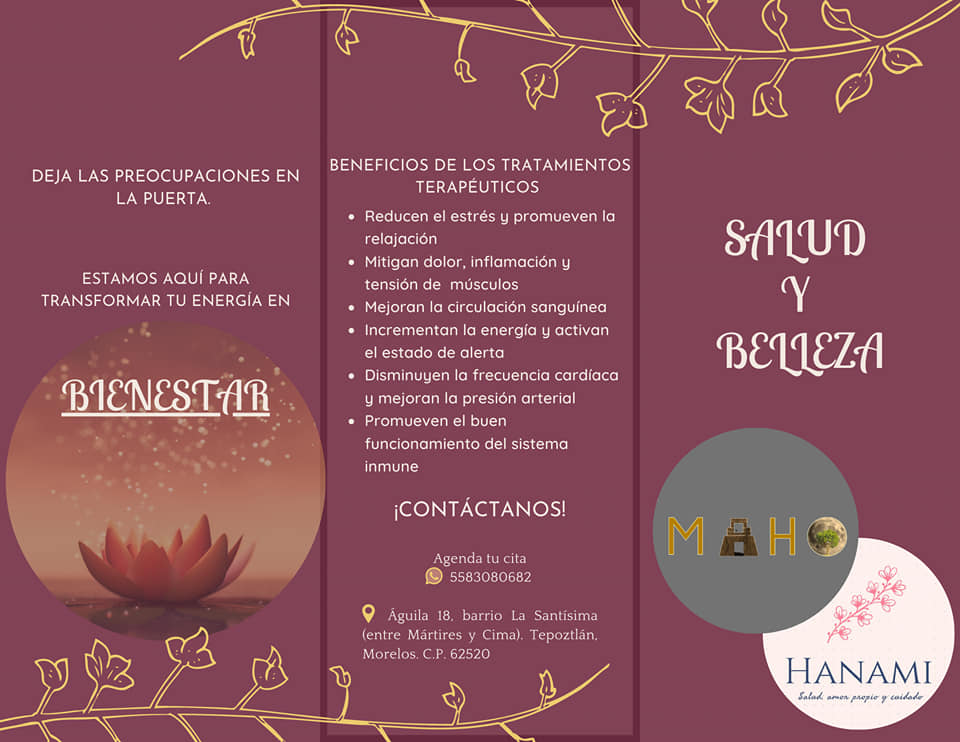 DEJA LAS PREOCUPACIONES EN
LA PUERTA.
ESTAMOS AQUÍ PARA
TRANSFORMAR TU ENERGÍA EN
BIENESTAR
BENEFICIOS DE LOS TRATAMIENTOS
TERAPÉUTICOS
• Reducen el estrés y promueven la
relajación
• Mitigan dolor, inflamación y
tensión de músculos
• Mejoran la circulación sanguínea
• Incrementan la energía y activan
el estado de alerta
• Disminuyen la frecuencia cardíaca
y mejoran la presión arterial
• Promueven el buen
funcionamiento del sistema
inmune
¡CONTÁCTANOS!
Agenda tu cita
5583080682
Águila 18, barrio La Santísima
(entre Mártires y Cima). Tepoztlán,
Morelos. C.P. 62520
SALUD
Y
BELLEZA
MAHO
HANAMI
Salud, amor propio y cuidado